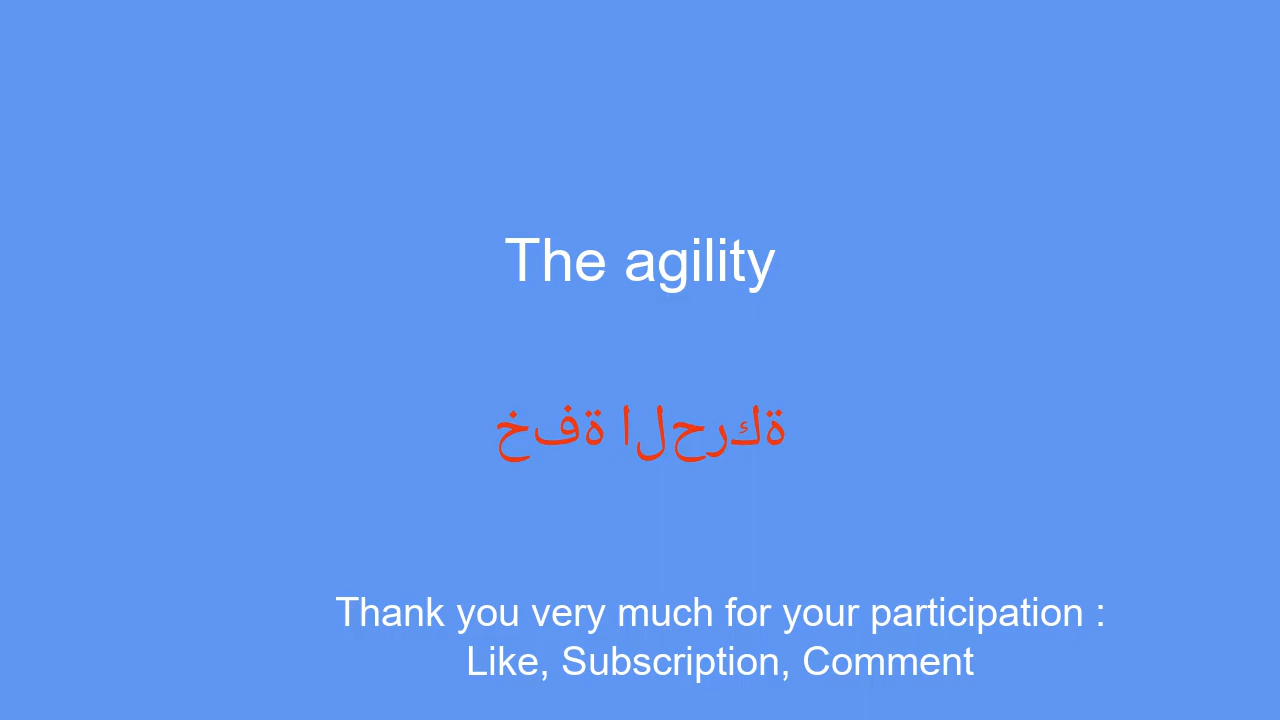 The agility
خفة الحركة
Thank you very much for your participation :
Like, Subscription, Comment